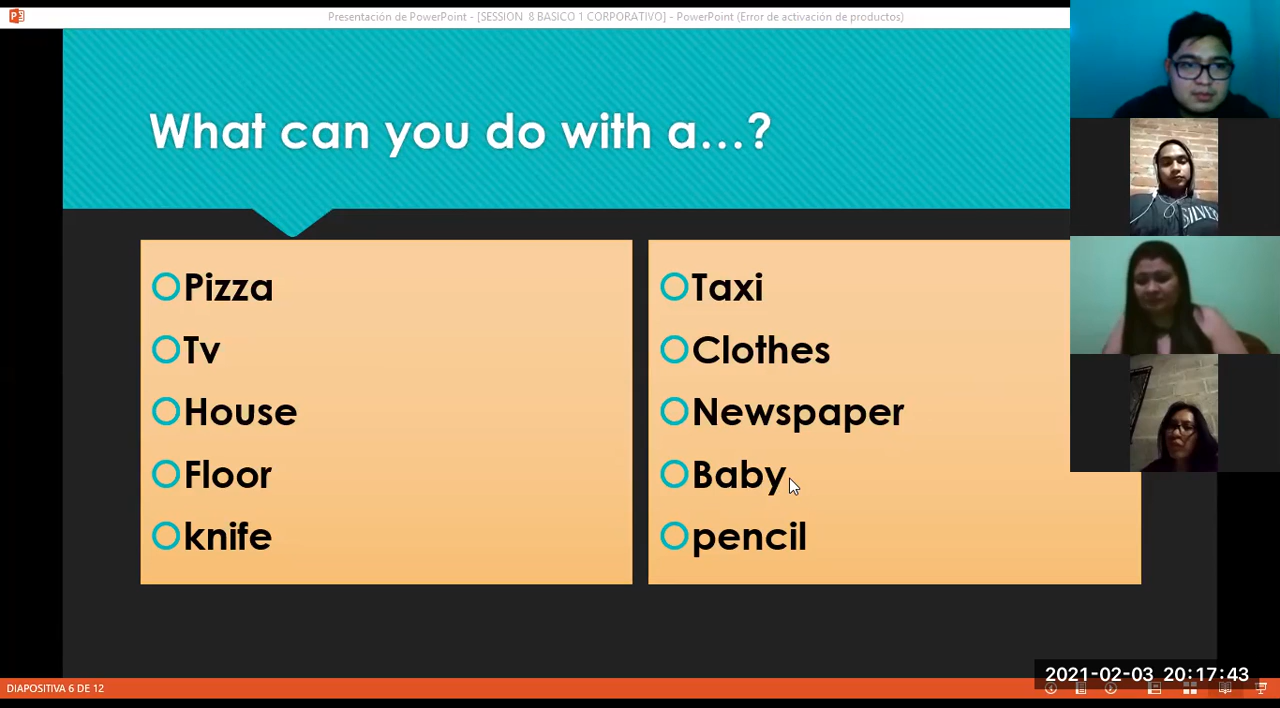 Presentación de PowerPoint - [SESSION 8 BASICO 1 CORPORATIVO] - PowerPoint (Error de activación de productos)
What can you do with a...?
Pizza
Tv
House
Floor
knife
Taxi
Clothes
Newspaper
Baby
pencil
SILVER
2021-02-03 20:17:43
DIAPOSITIVA 6 DE 12